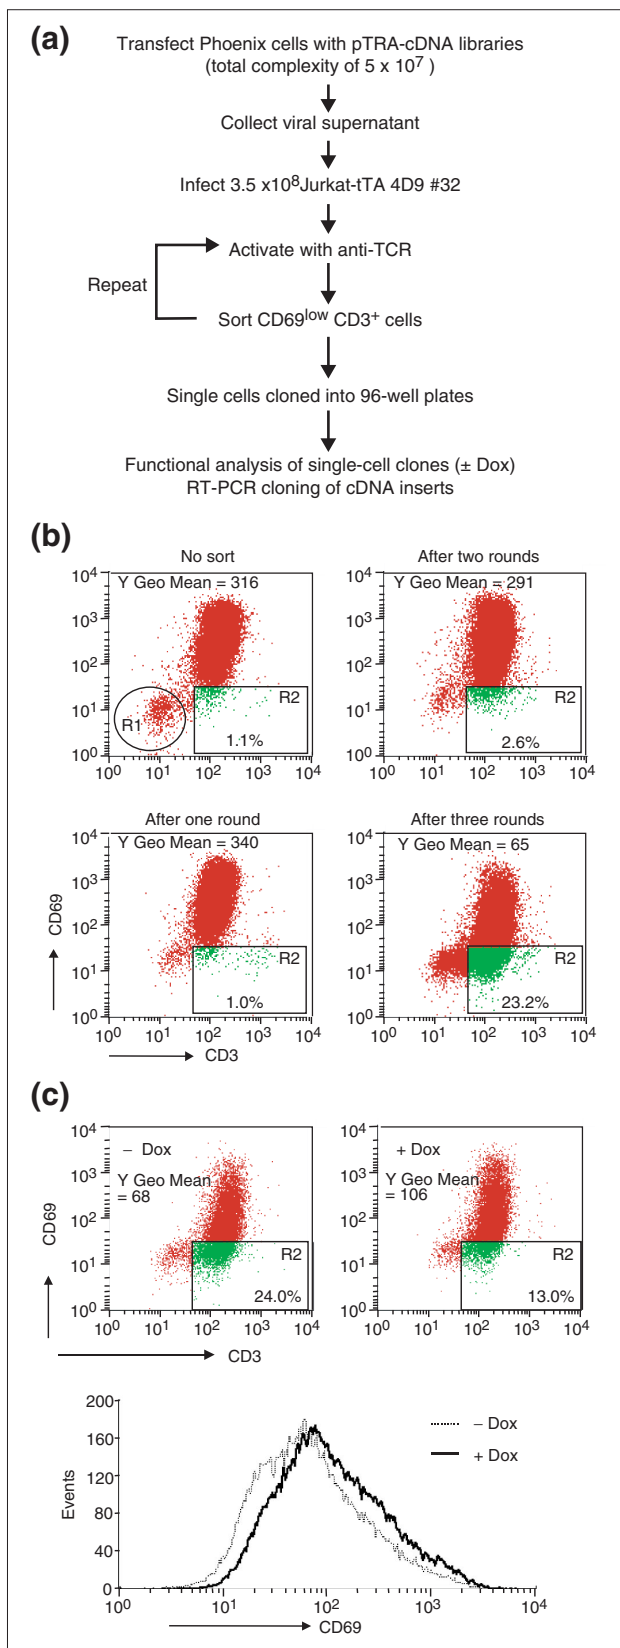 (a)
Transfect Phoenix cells with pTRA-cDNA libraries
(total complexity of 5 x 10⁷ )
Collect viral supernatant
Infect 3.5 x10⁸Jurkat-tTA 4D9 #32
Activate with anti-TCR
Repeat
Sort CD69ˡᵒʷ CD3⁺ cells
Single cells cloned into 96-well plates
Functional analysis of single-cell clones (± Dox)
RT-PCR cloning of cDNA inserts
(b)
No sort
10⁴
Y Geo Mean = 316
10³
10²
10¹
10⁰
R1
R2
1.1%
10⁰ 10¹ 10² 10³ 10⁴
After two rounds
10⁴
Y Geo Mean = 291
10³
10²
10¹
10⁰
R2
2.6%
10⁰ 10¹ 10² 10³ 10⁴
After one round
10⁴
Y Geo Mean = 340
10³
10²
10¹
10⁰
R2
1.0%
10⁰ 10¹ 10² 10³ 10⁴
CD69
CD3
After three rounds
10⁴
Y Geo Mean = 65
10³
10²
10¹
10⁰
R2
23.2%
10⁰ 10¹ 10² 10³ 10⁴
(c)
10⁴
– Dox
10³
Y Geo Mean
= 68
10²
10¹
10⁰
R2
24.0%
10⁰ 10¹ 10² 10³ 10⁴
CD69
CD3
10⁴
+ Dox
10³
Y Geo Mean
= 106
10²
10¹
10⁰
R2
13.0%
10⁰ 10¹ 10² 10³ 10⁴
200
160
120
80
40
0
Events
– Dox
+ Dox
10⁰ 10¹ 10² 10³ 10⁴
CD69